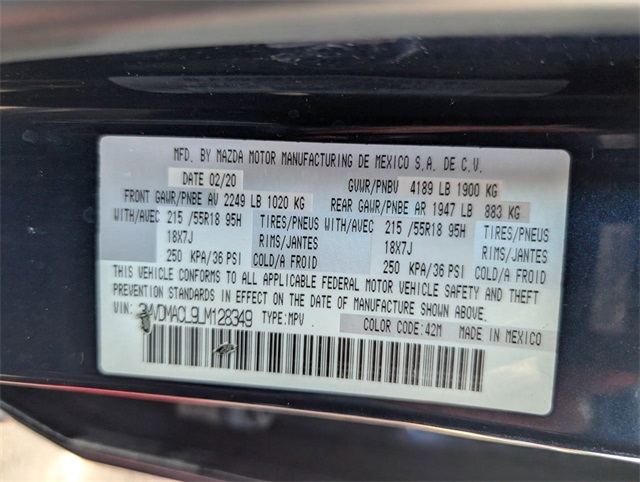 MFD. BY MAZDA MOTOR MANUFACTURING DE MEXICO S.A. DE C.V.
DATE 02/20 GVWR/PNBV 4189 LB 1900 KG
FRONT GAWR/PNBE AV 2249 LB 1020 KG REAR GAWR/PNBE AR 1947 LB 883 KG
WITH/AVEC 215 /55R18 95H TIRES/PNEUS WITH/AVEC 215 /55R18 95H TIRES/PNEUS
18X7J RIMS/JANTES 18X7J RIMS/JANTES
250 KPA/36 PSI COLD/A FROID 250 KPA/36 PSI COLD/A FROID
THIS VEHICLE CONFORMS TO ALL APPLICABLE FEDERAL MOTOR VEHICLE SAFETY AND THEFT
PREVENTION STANDARDS IN EFFECT ON THE DATE OF MANUFACTURE SHOWN ABOVE.
VIN: TYPE:MPV COLOR CODE:42M MADE IN MEXICO